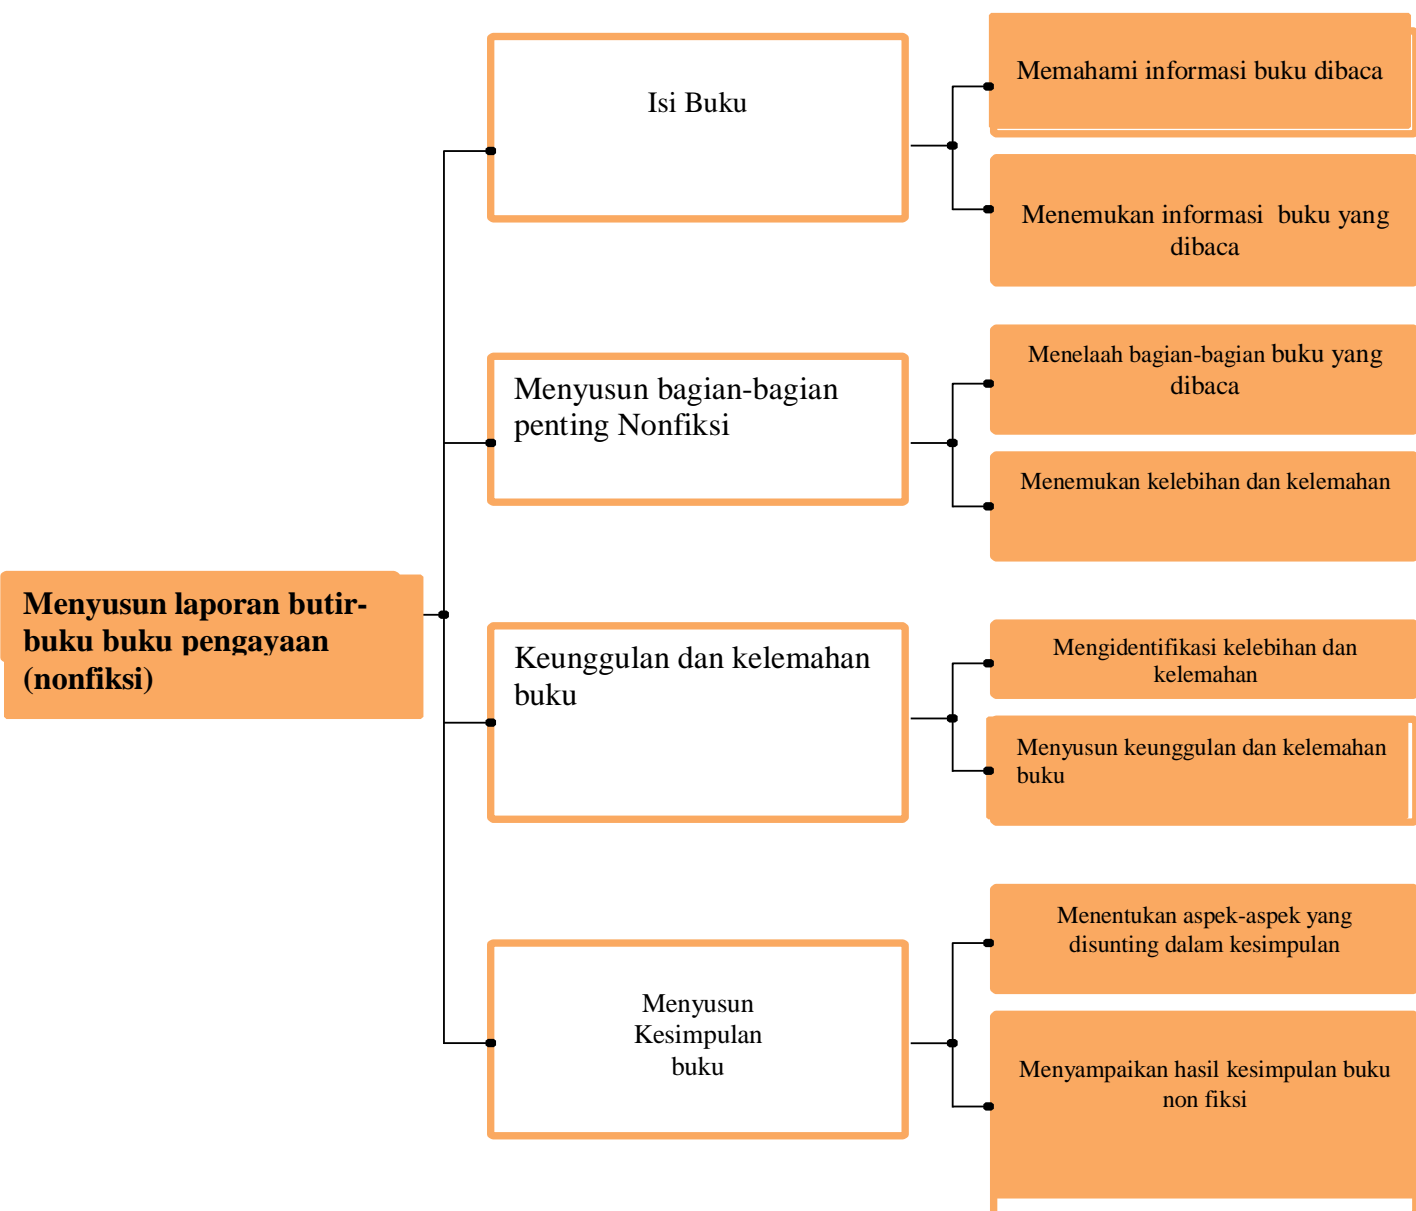 Isi Buku
Memahami informasi buku dibaca
Menemukan informasi  buku yang
dibaca
Menyusun bagian-bagian
penting Nonfiksi
Menelaah bagian-bagian buku yang
dibaca
Menemukan kelebihan dan kelemahan
Menyusun laporan butir-
buku buku pengayaan
(nonfiksi)
Keunggulan dan kelemahan
buku
Mengidentifikasi kelebihan dan
kelemahan
Menyusun keunggulan dan kelemahan
buku
Menyusun
Kesimpulan
buku
Menentukan aspek-aspek yang
disunting dalam kesimpulan
Menyampaikan hasil kesimpulan buku
non fiksi